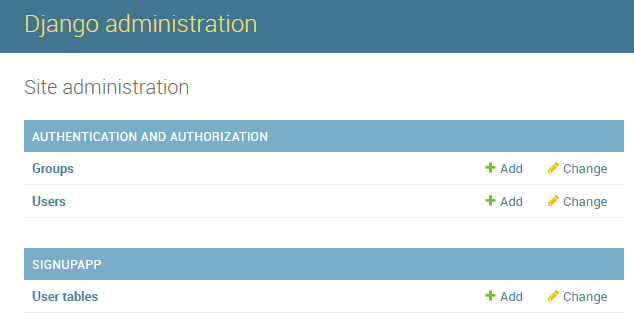 Django administration
Site administration
AUTHENTICATION AND AUTHORIZATION
Groups Add Change
Users Add Change
SIGNUPAPP
User tables Add Change